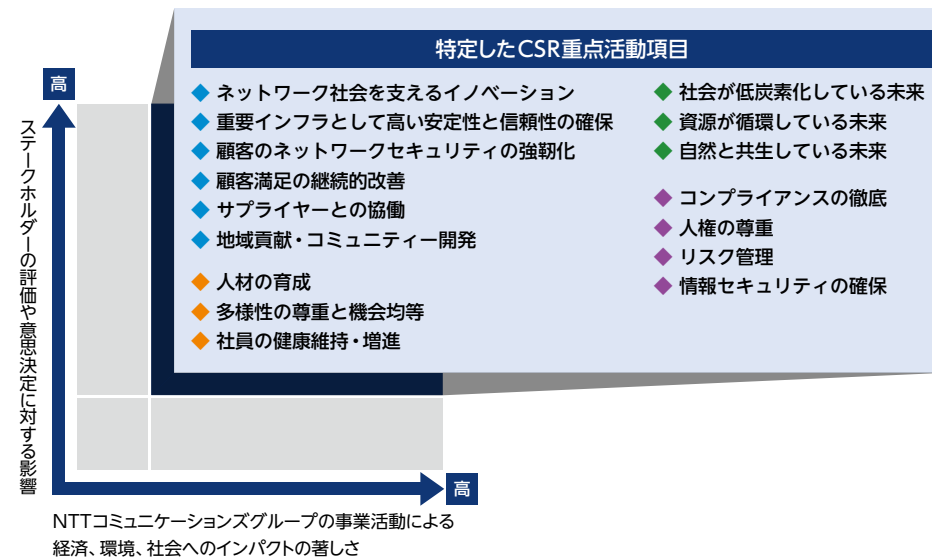 特定したCSR重点活動項目
高
ステークホルダーの評価や意思決定に対する影響
◆ ネットワーク社会を支えるイノベーション
◆ 重要インフラとして高い安定性と信頼性の確保
◆ 顧客のネットワークセキュリティの強靭化
◆ 顧客満足の継続的改善
◆ サプライヤーとの協働
◆ 地域貢献・コミュニティー開発
◆ 人材の育成
◆ 多様性の尊重と機会均等
◆ 社員の健康維持・増進
◆ 社会が低炭素化している未来
◆ 資源が循環している未来
◆ 自然と共生している未来
◆ コンプライアンスの徹底
◆ 人権の尊重
◆ リスク管理
◆ 情報セキュリティの確保
高
NTTコミュニケーションズグループの事業活動による
経済、環境、社会へのインパクトの著しさ